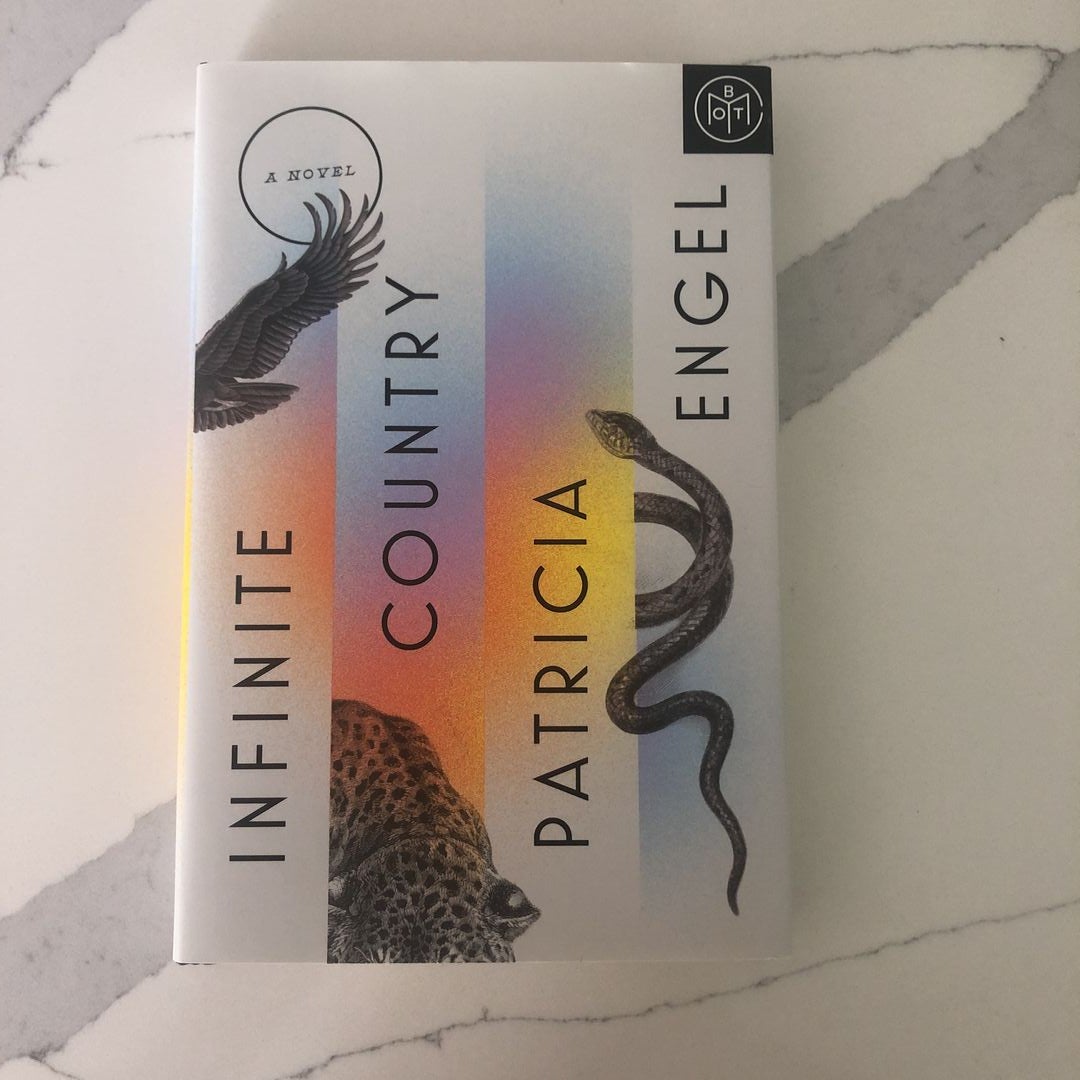 A NOVEL
INFINITE
COUNTRY
PATRICIA
ENGEL
BOTM